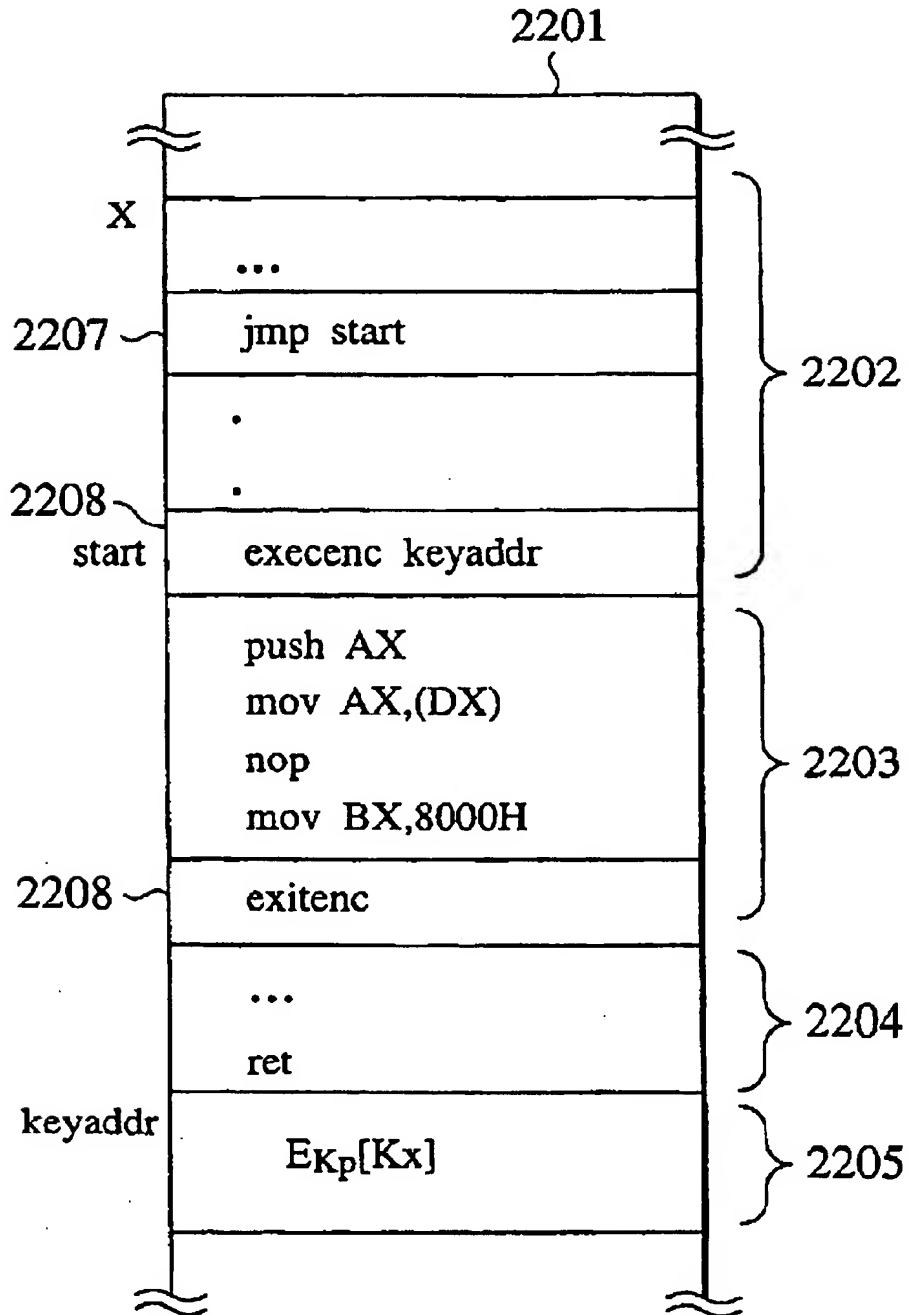 2201
X
...
2207
jmp start
2202
.
.
2208
start
execenc keyaddr
push AX
mov AX,(DX)
nop
mov BX,8000H
2203
2208
exitenc
...
2204
ret
keyaddr
EKp[Kx]
2205